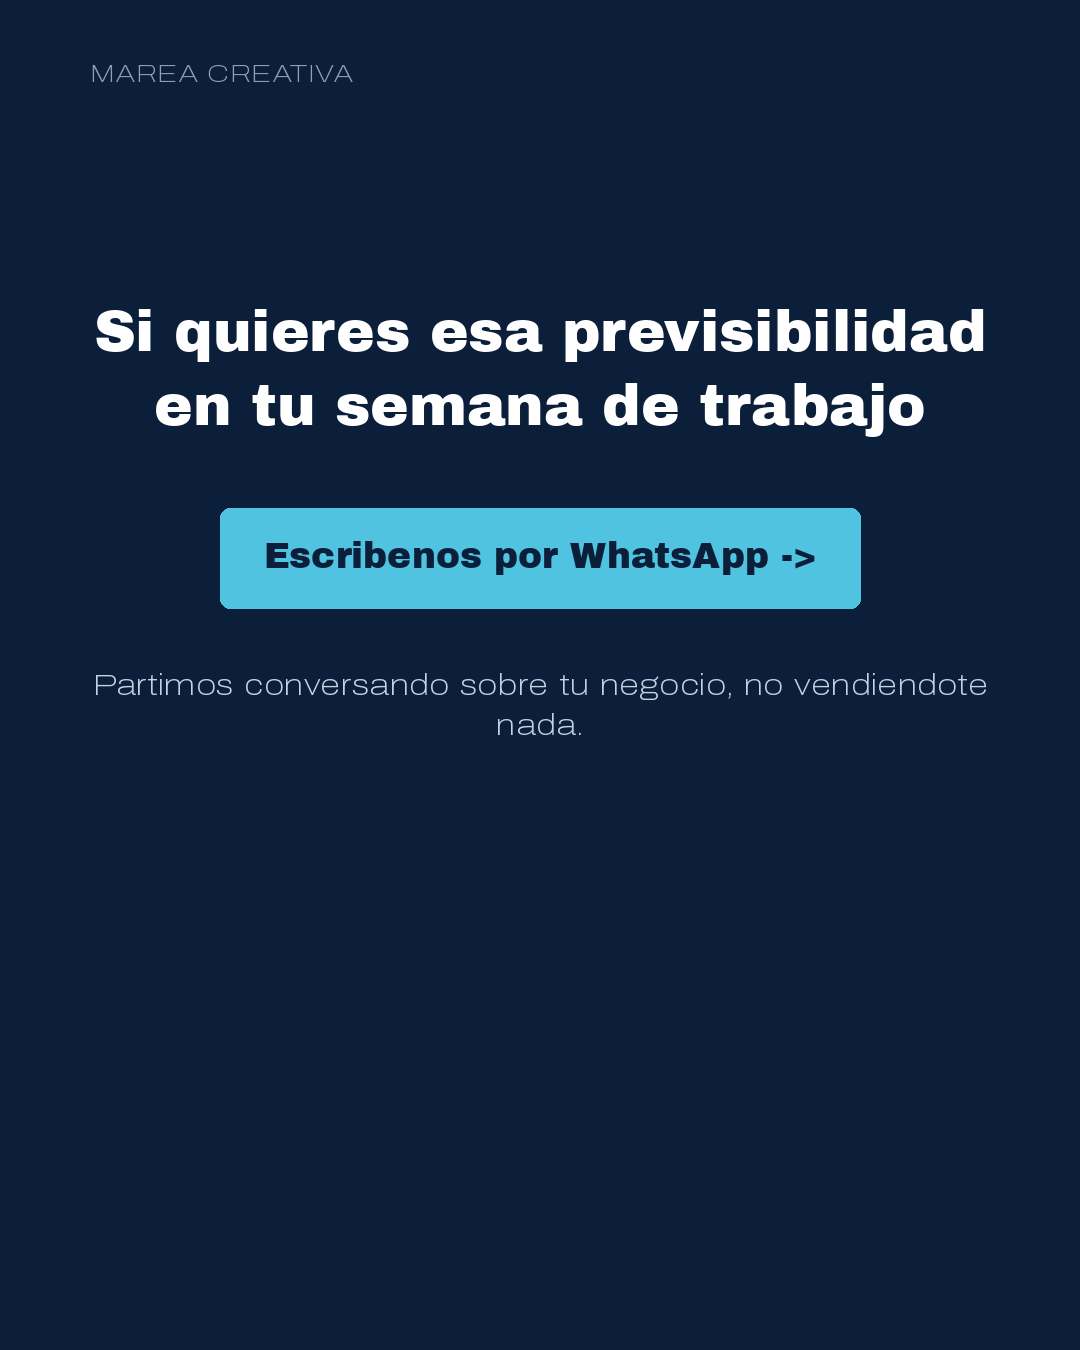 MAREA CREATIVA
Si quieres esa previsibilidad
en tu semana de trabajo
Escribenos por WhatsApp ->
Partimos conversando sobre tu negocio, no vendiendote
nada.